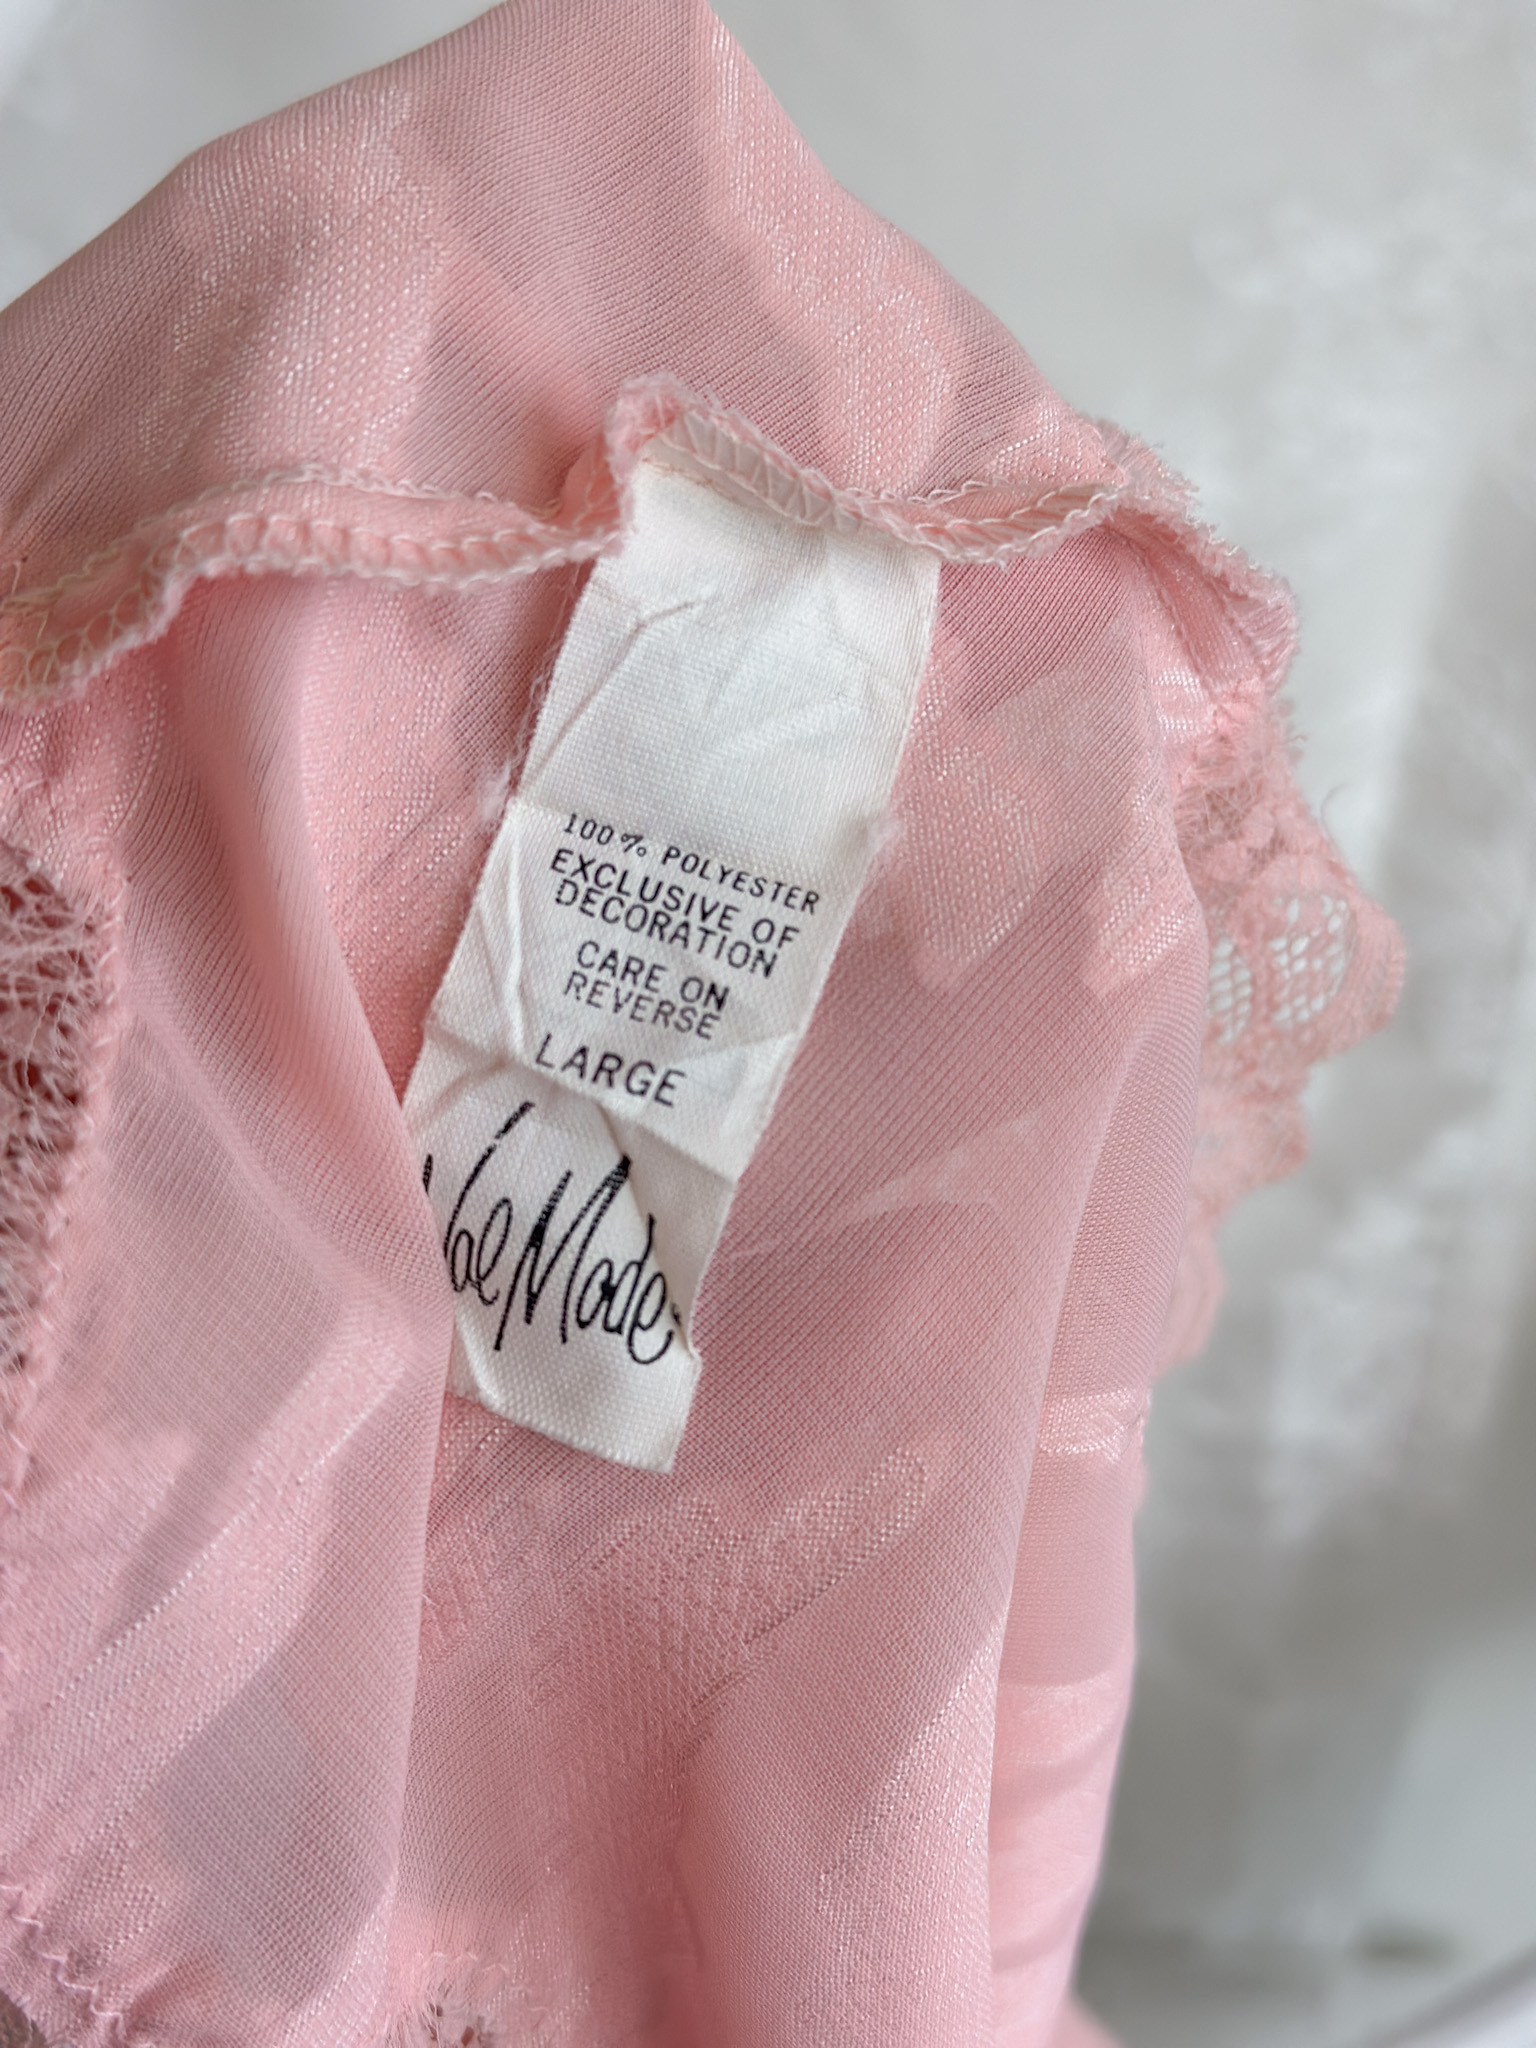 100% POLYESTER
EXCLUSIVE OF
DECORATION
CARE ON
REVERSE
LARGE